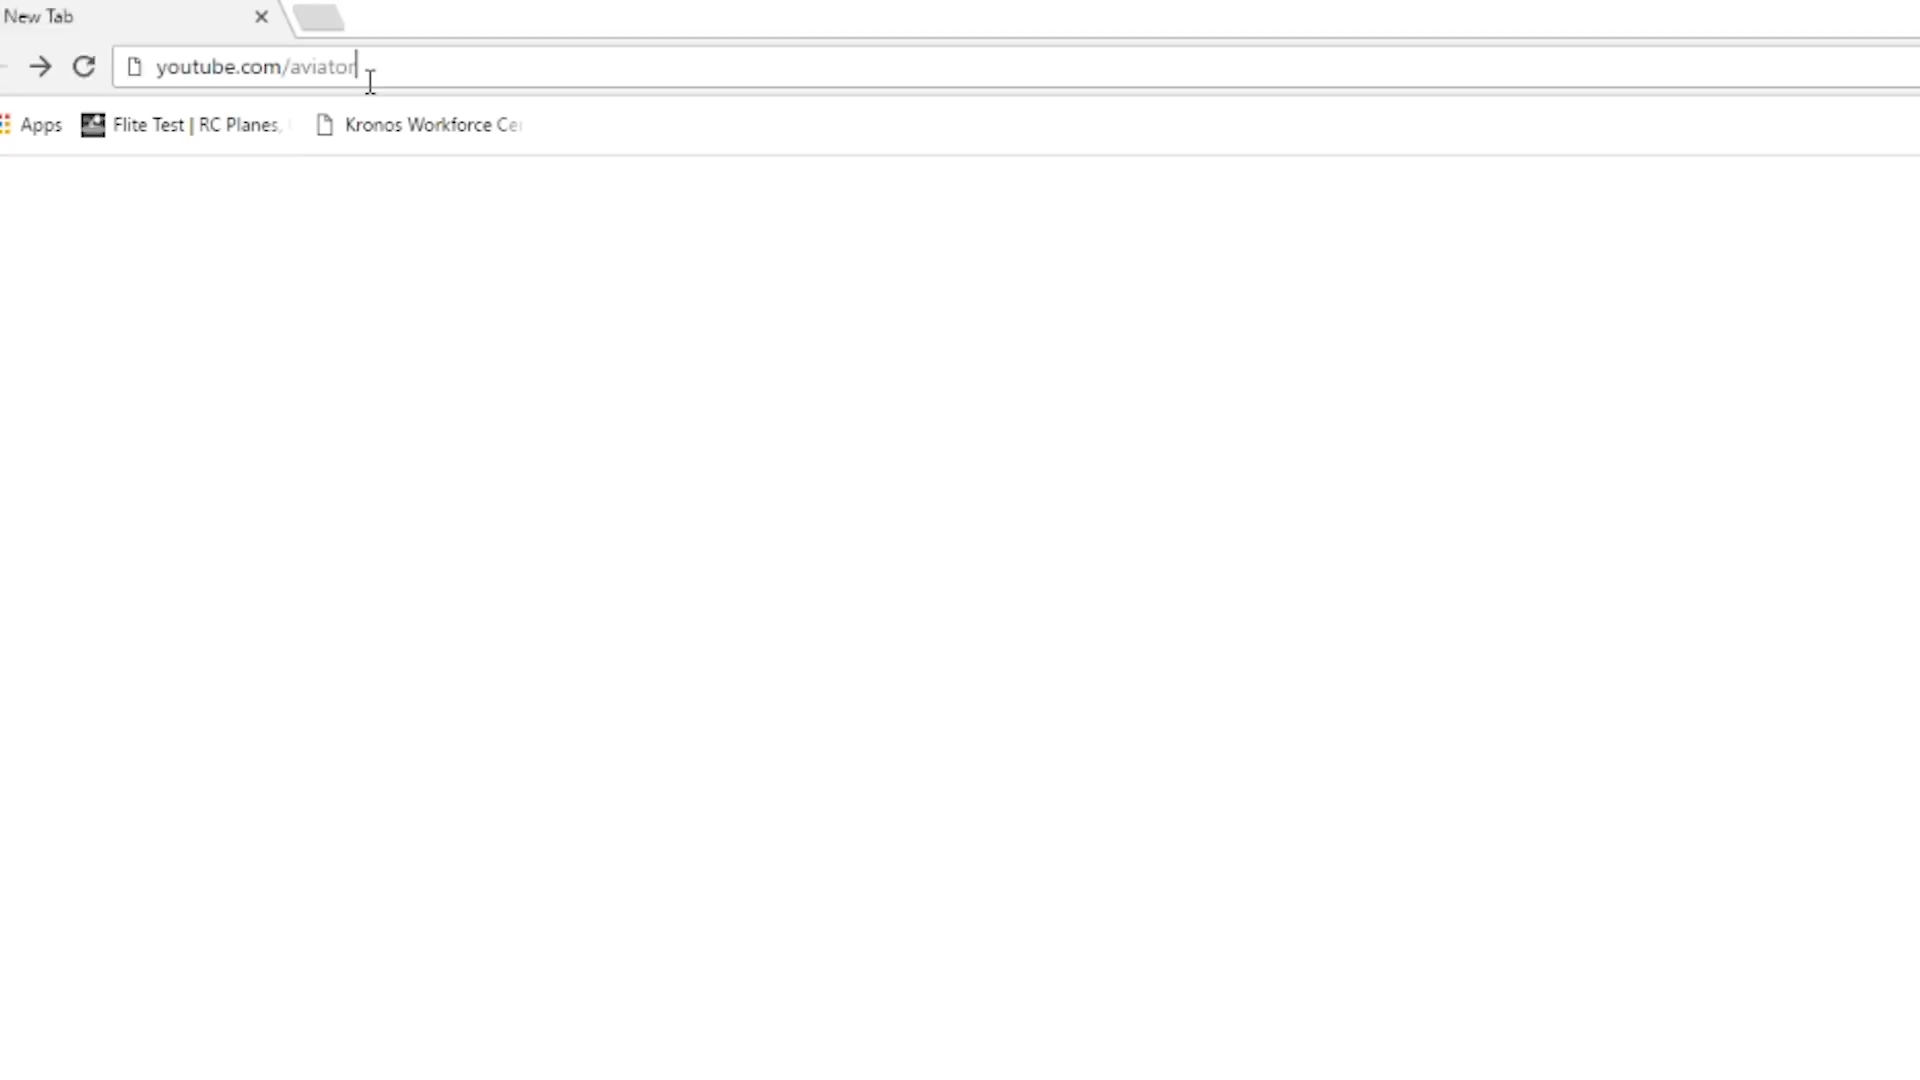 New Tab
youtube.com/aviator
Apps Flite Test | RC Planes, Kronos Workforce Ce